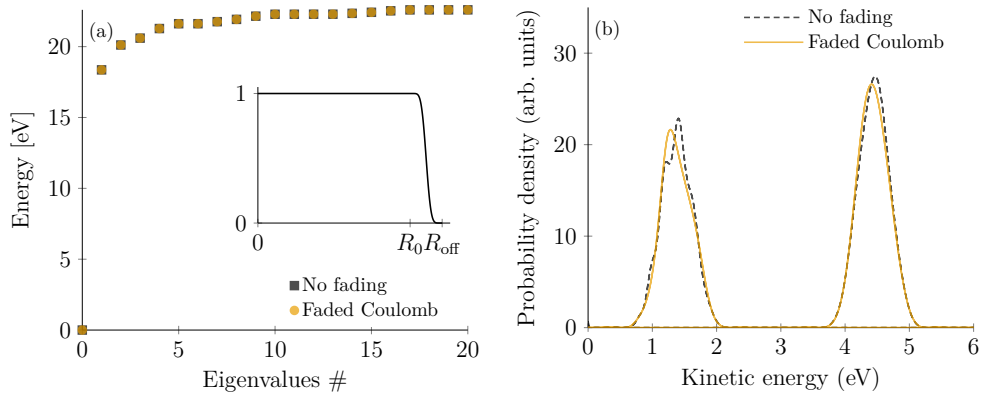 (a)
20
15
10
5
0
Energy [eV]
0 5 10 15 20
Eigenvalues #
1
0
0 R₀ R_off
No fading
Faded Coulomb
(b)
No fading
Faded Coulomb
30
20
10
0
Probability density (arb. units)
0 1 2 3 4 5 6
Kinetic energy (eV)